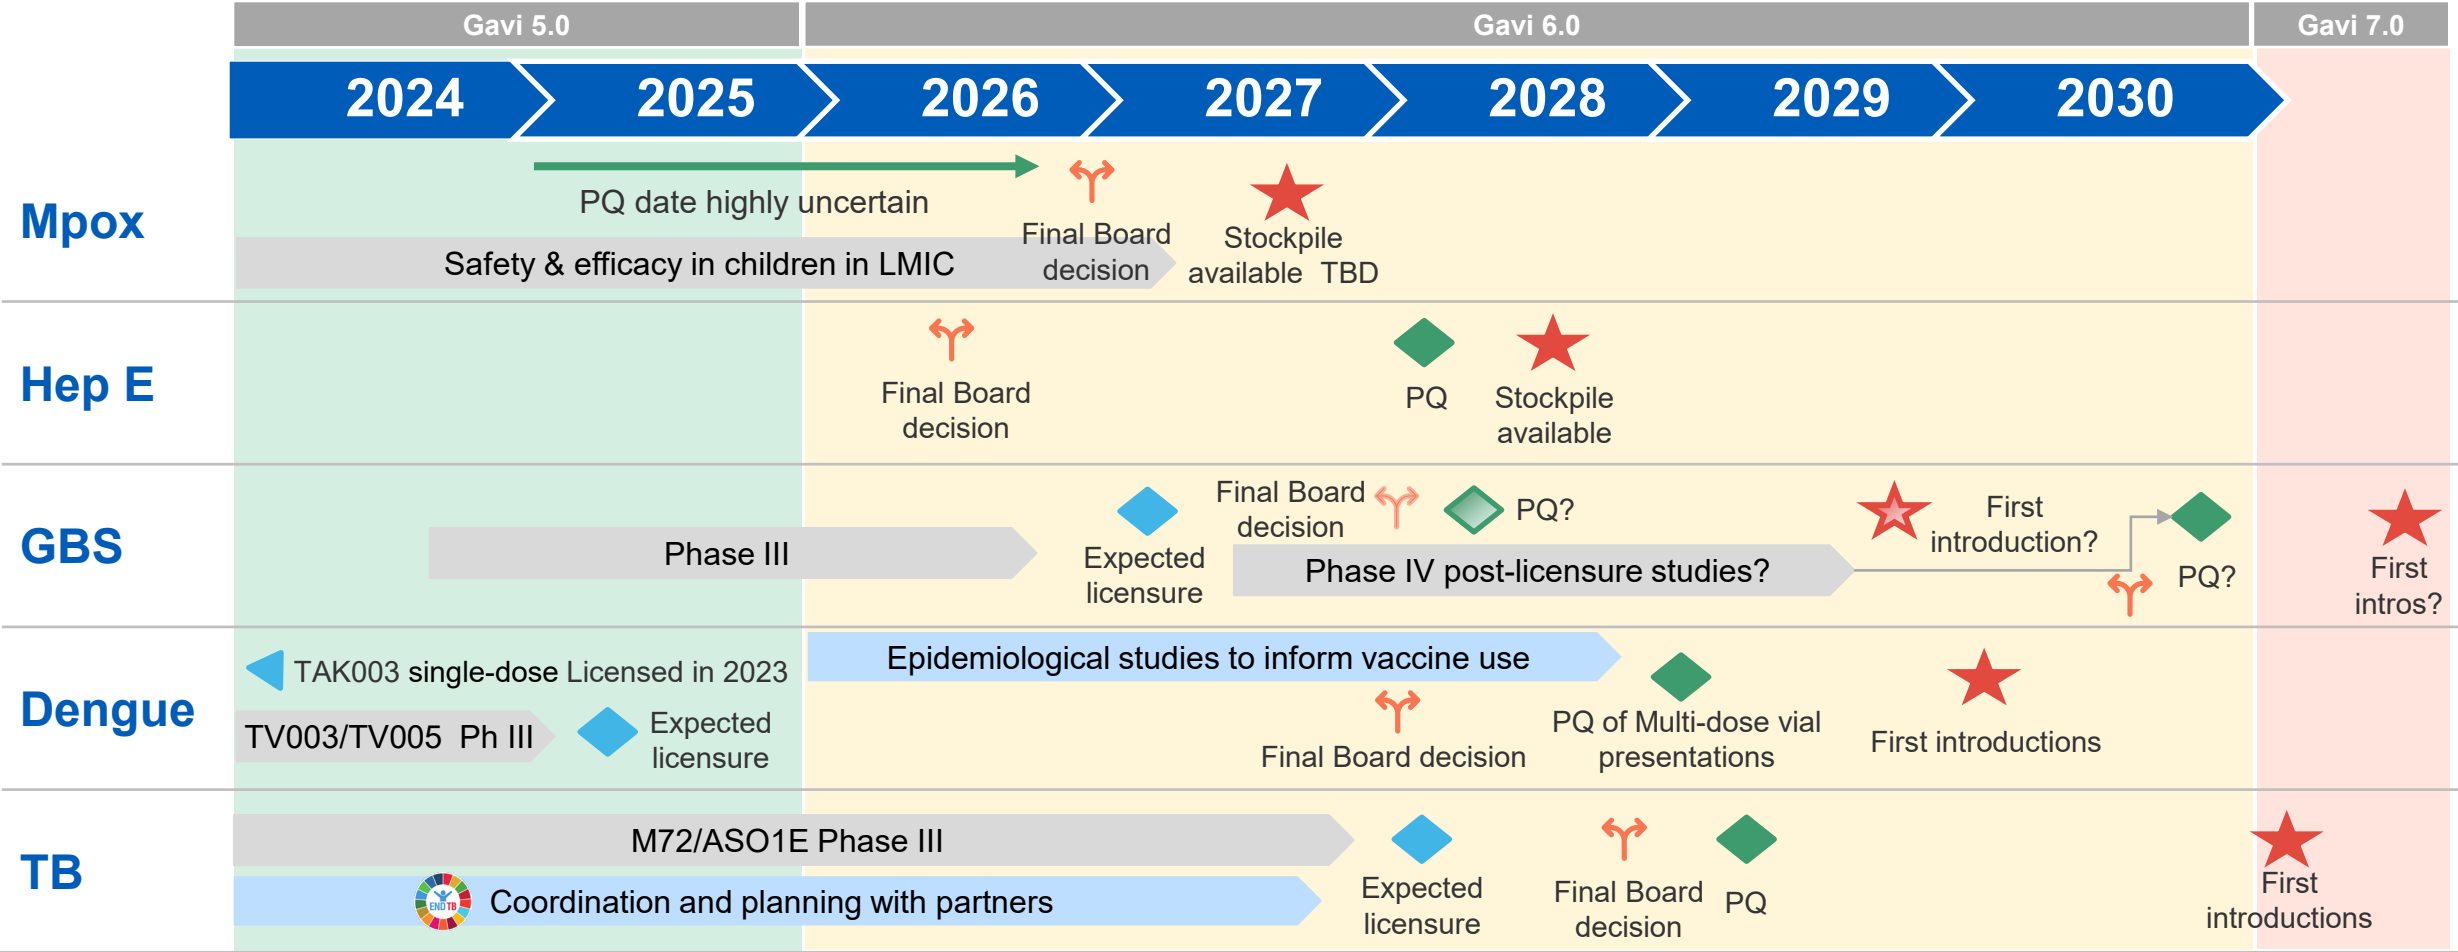 Gavi 5.0
Gavi 6.0
Gavi 7.0
2024
2025
2026
2027
2028
2029
2030
Mpox
PQ date highly uncertain
Safety & efficacy in children in LMIC
Final Board
decision
Stockpile
available TBD
Hep E
Final Board
decision
PQ
Stockpile
available
GBS
Phase III
Expected
licensure
Final Board
decision
PQ?
Phase IV post-licensure studies?
First
introduction?
PQ?
First
intros?
Dengue
TAK003 single-dose Licensed in 2023
TV003/TV005 Ph III
Expected
licensure
Epidemiological studies to inform vaccine use
Final Board decision
PQ of Multi-dose vial
presentations
First introductions
TB
M72/ASO1E Phase III
END TB
Coordination and planning with partners
Expected
licensure
Final Board
decision
PQ
First
introductions